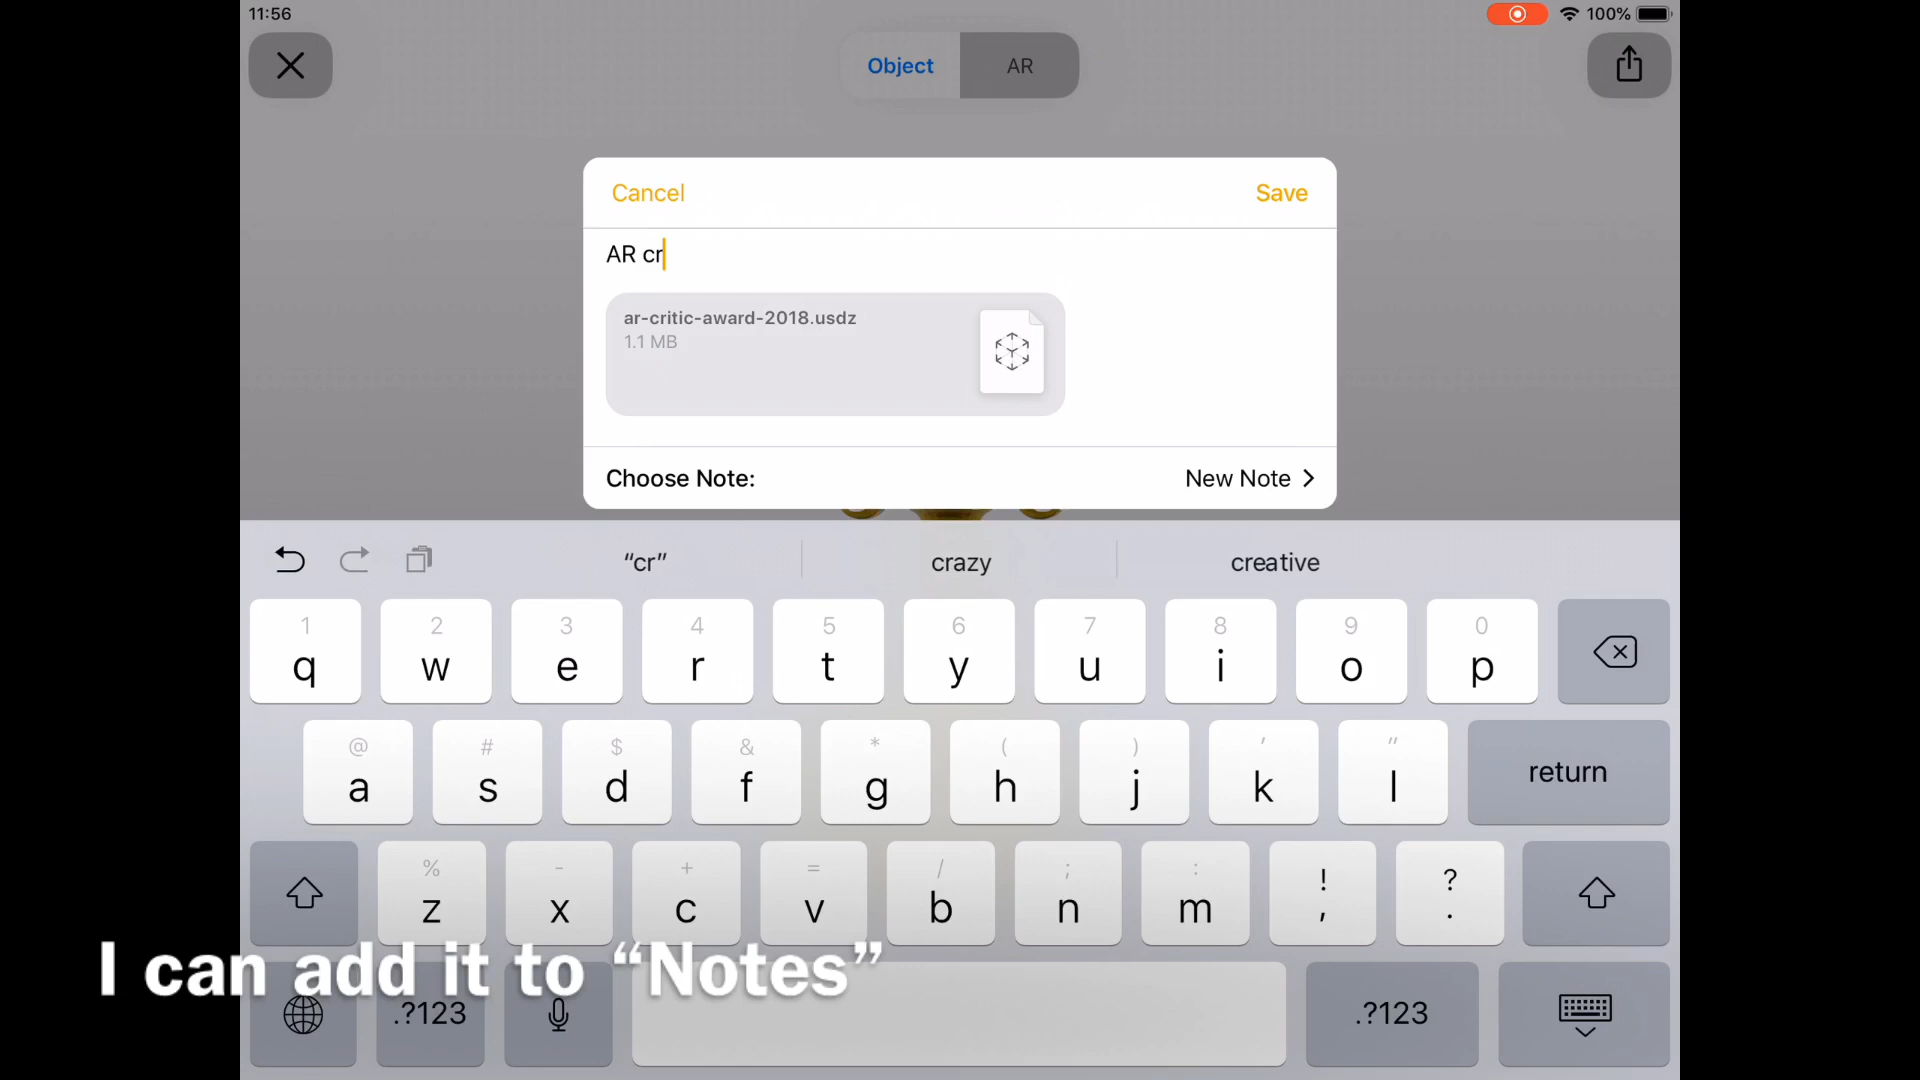 11:56
100%
Object AR
Cancel Save
AR cr
ar-critic-award-2018.usdz
1.1 MB
Choose Note: New Note
“cr” crazy creative
1 2 3 4 5 6 7 8 9 0
q w e r t y u i o p
@ # $ & * ( ) ' "
a s d f g h j k l return
% - + = / ; : ! ?
z x c v b n m , .
I can add it to “Notes”
.?123 .?123